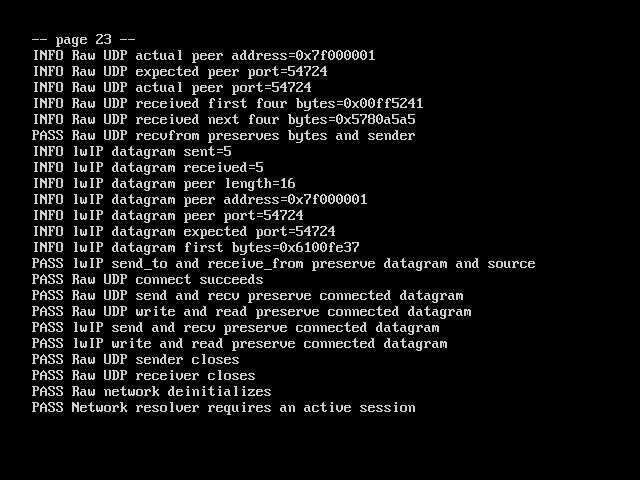 -- page 23 --
INFO Raw UDP actual peer address=0x7f000001
INFO Raw UDP expected peer port=54724
INFO Raw UDP actual peer port=54724
INFO Raw UDP received first four bytes=0x00ff5241
INFO Raw UDP received next four bytes=0x5780a5a5
PASS Raw UDP recvfrom preserves bytes and sender
INFO lwIP datagram sent=5
INFO lwIP datagram received=5
INFO lwIP datagram peer length=16
INFO lwIP datagram peer address=0x7f000001
INFO lwIP datagram peer port=54724
INFO lwIP datagram expected port=54724
INFO lwIP datagram first bytes=0x6100fe37
PASS lwIP send_to and receive_from preserve datagram and source
PASS Raw UDP connect succeeds
PASS Raw UDP send and recv preserve connected datagram
PASS Raw UDP write and read preserve connected datagram
PASS lwIP send and recv preserve connected datagram
PASS lwIP write and read preserve connected datagram
PASS Raw UDP sender closes
PASS Raw UDP receiver closes
PASS Raw network deinitializes
PASS Network resolver requires an active session